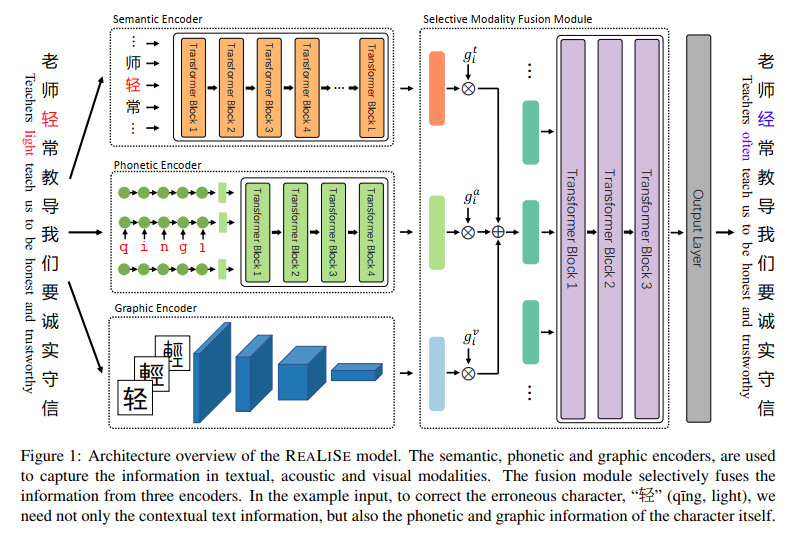 Semantic Encoder
Selective Modality Fusion Module
老师轻常教导我们要诚实守信
Teachers light teach us to be honest and trustworthy
⋮
师
轻
常
⋮
Transformer Block 1
Transformer Block 2
Transformer Block 3
Transformer Block 4
...
Transformer Block L
Phonetic Encoder
q i n g 1
Transformer Block 1
Transformer Block 2
Transformer Block 3
Transformer Block 4
Graphic Encoder
轻
輕
g_i^t
g_i^a
g_i^v
⋮
⋮
Transformer Block 1
Transformer Block 2
Transformer Block 3
Output Layer
老师经常教导我们要诚实守信
Teachers often teach us to be honest and trustworthy
Figure 1: Architecture overview of the REALISE model. The semantic, phonetic and graphic encoders, are used
to capture the information in textual, acoustic and visual modalities. The fusion module selectively fuses the
information from three encoders. In the example input, to correct the erroneous character, “轻” (qīng, light), we
need not only the contextual text information, but also the phonetic and graphic information of the character itself.